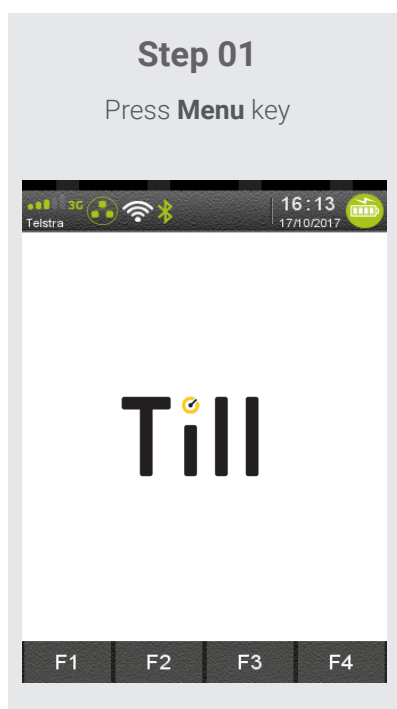 Step 01
Press Menu key
3G 16:13
Telstra 17/10/2017
Till
F1 F2 F3 F4